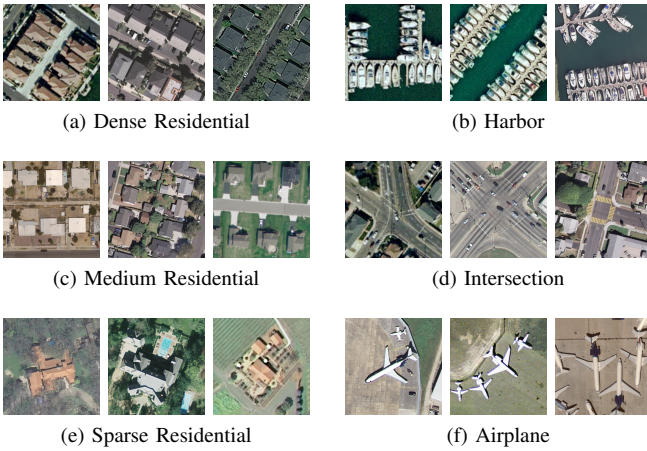 (a) Dense Residential
(b) Harbor
(c) Medium Residential
(d) Intersection
(e) Sparse Residential
(f) Airplane